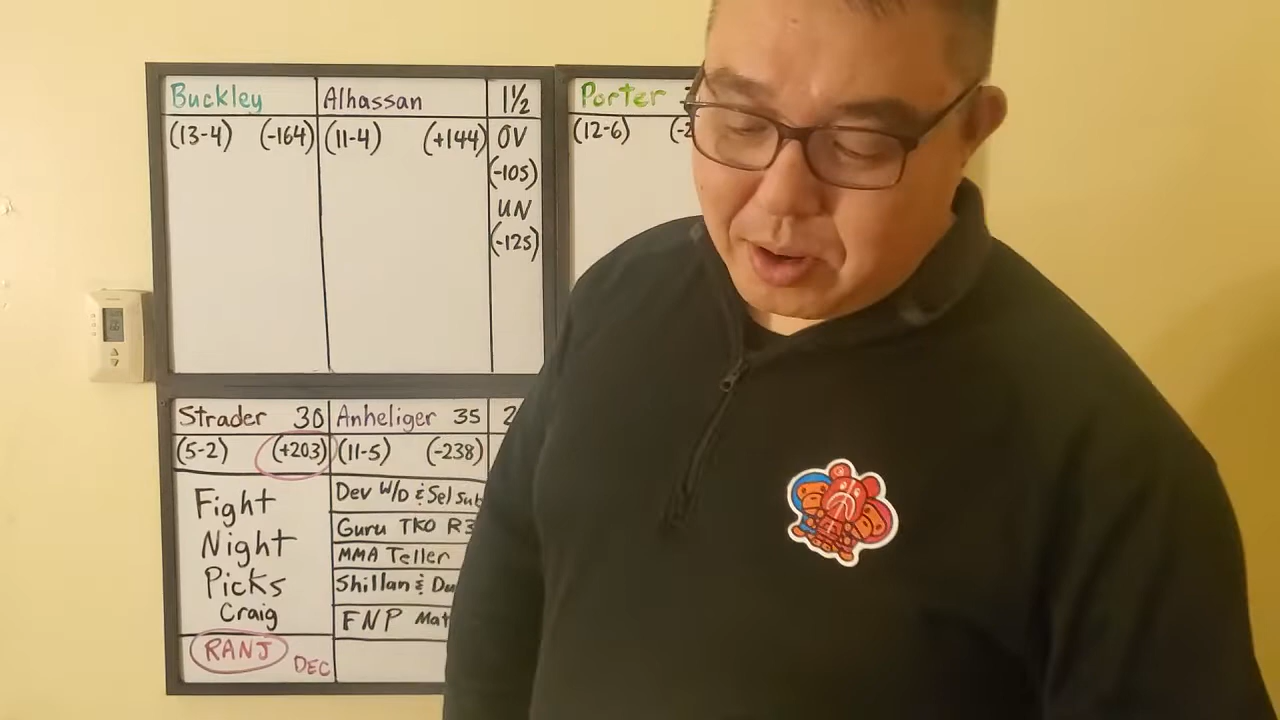 Buckley
Alhassan
1½
(13-4) (-164)
(11-4) (+144)
OV
(-105)
UN
(-125)
Porter
(12-6)
Strader 30
Anheliger 35
2
(5-2) (+203)
(11-5) (-238)
Fight
Night
Picks
Craig
RANJ DEC
Dev W/D & Sel Sub
Guru TKO R3
MMA Teller
Shillan &
FNP Mat